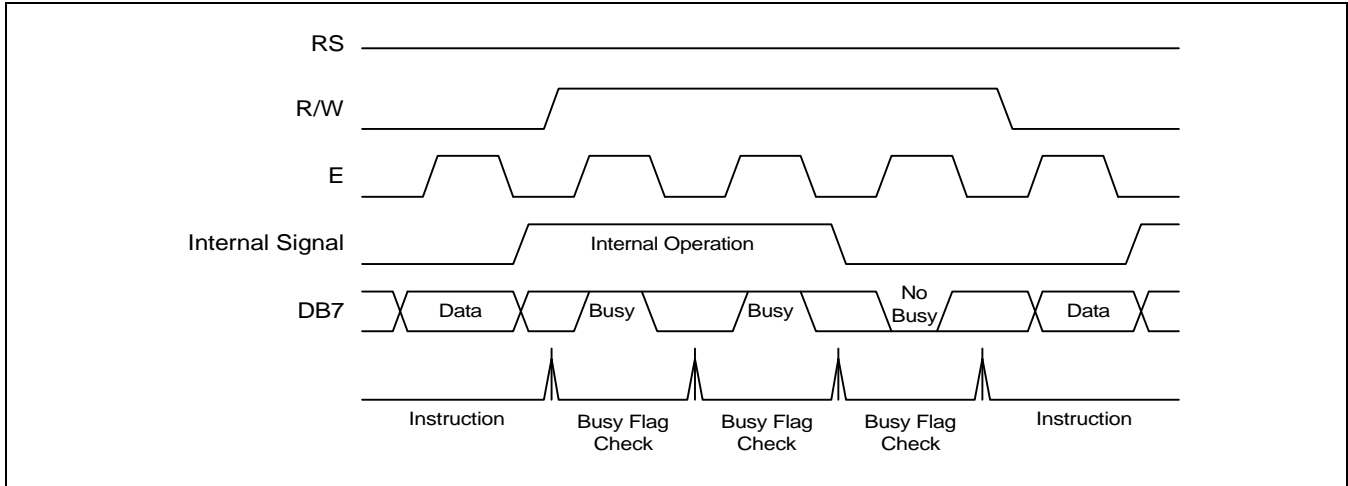 RS
R/W
E
Internal Signal
Internal Operation
DB7
Data
Busy
Busy
No
Busy
Data
Instruction
Busy Flag
Check
Busy Flag
Check
Busy Flag
Check
Instruction